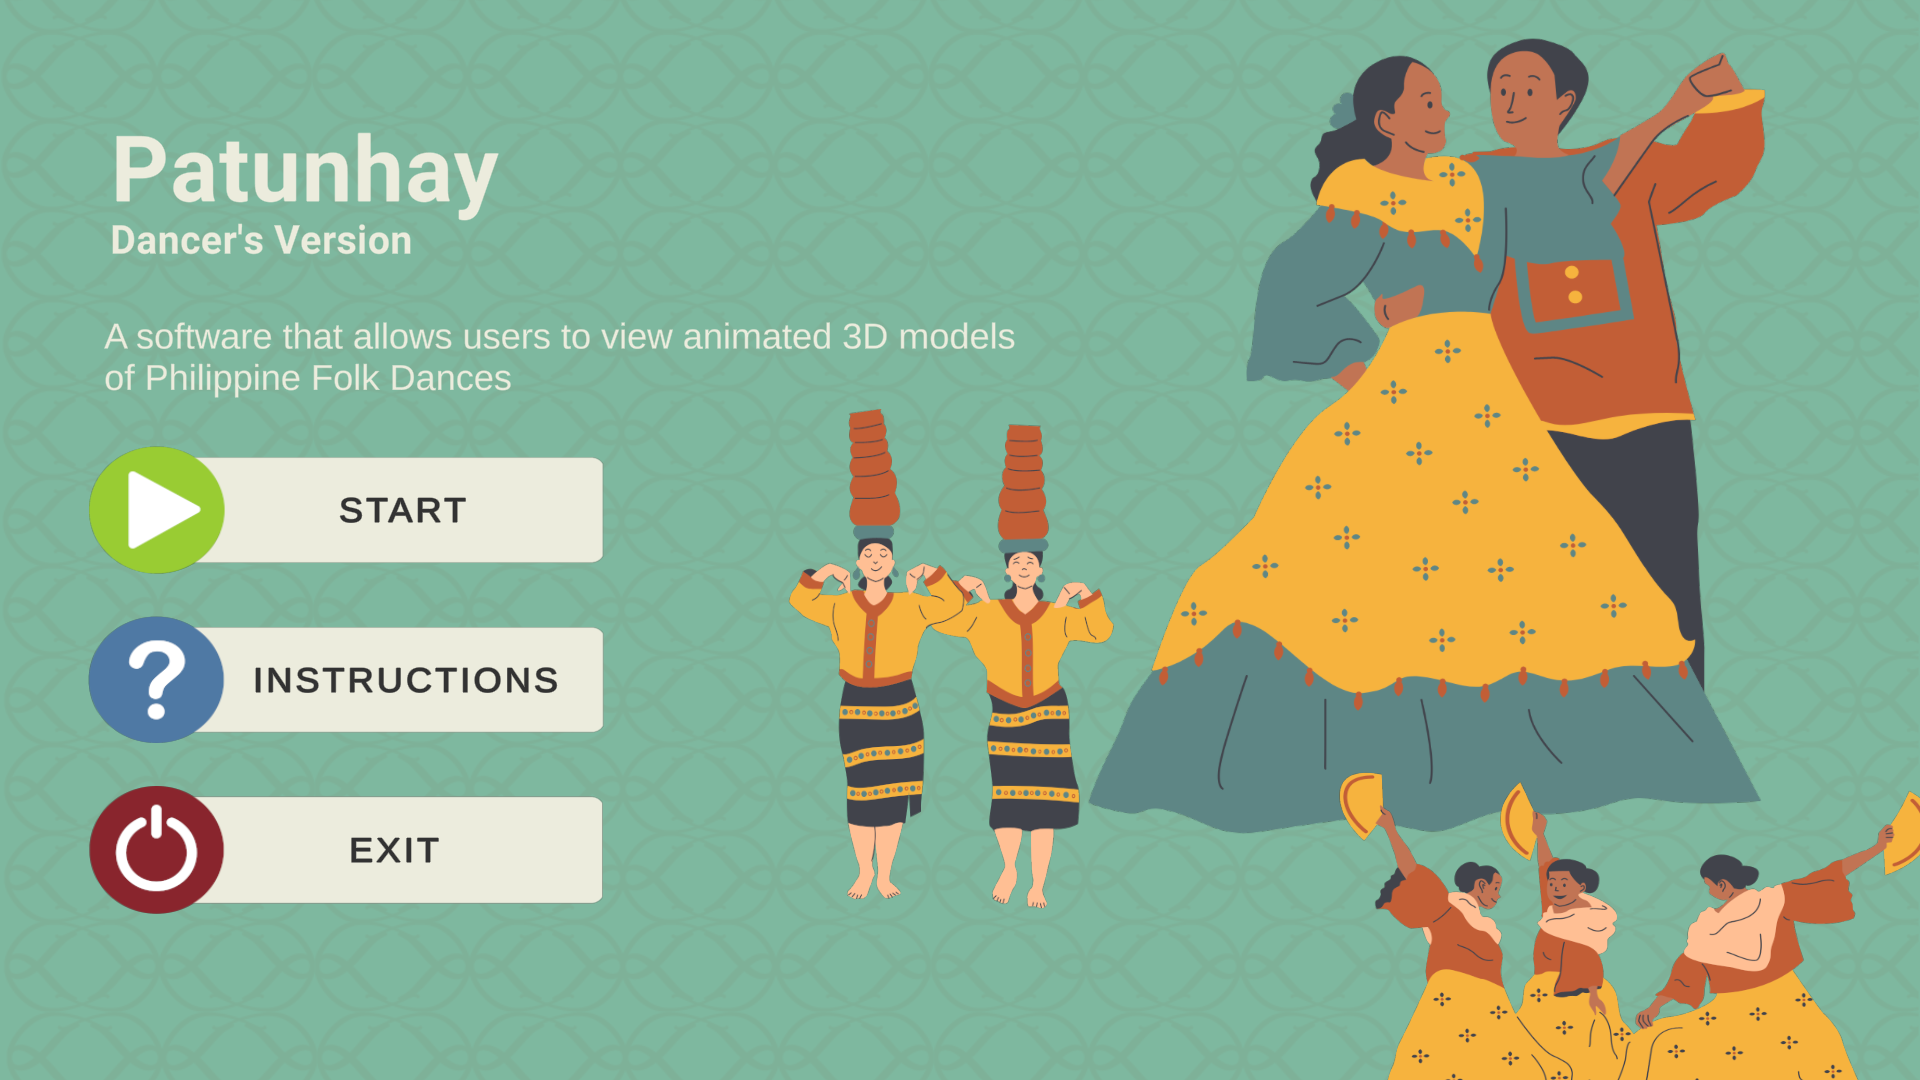 Patunhay
Dancer's Version
A software that allows users to view animated 3D models
of Philippine Folk Dances
START
INSTRUCTIONS
EXIT